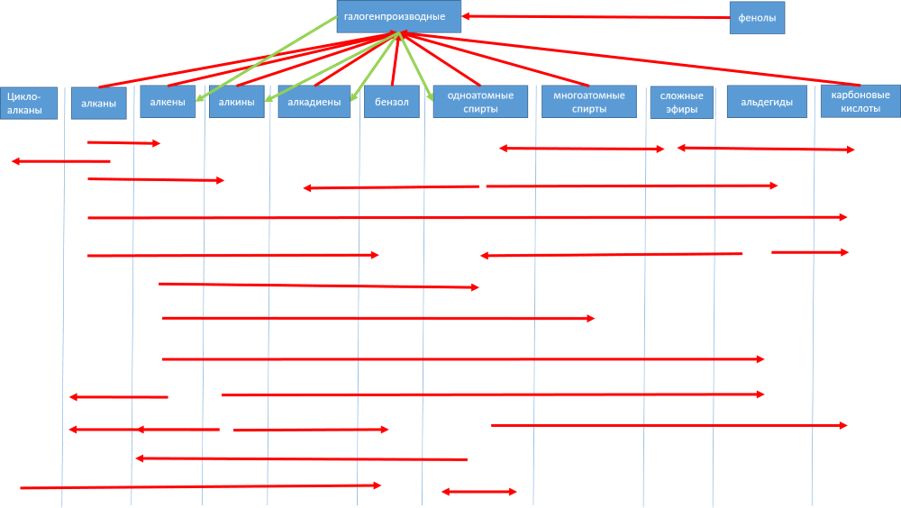 галогенпроизводные
фенолы
Цикло-
алканы
алканы
алкены
алкины
алкадиены
бензол
одноатомные
спирты
многоатомные
спирты
сложные
эфиры
альдегиды
карбоновые
кислоты